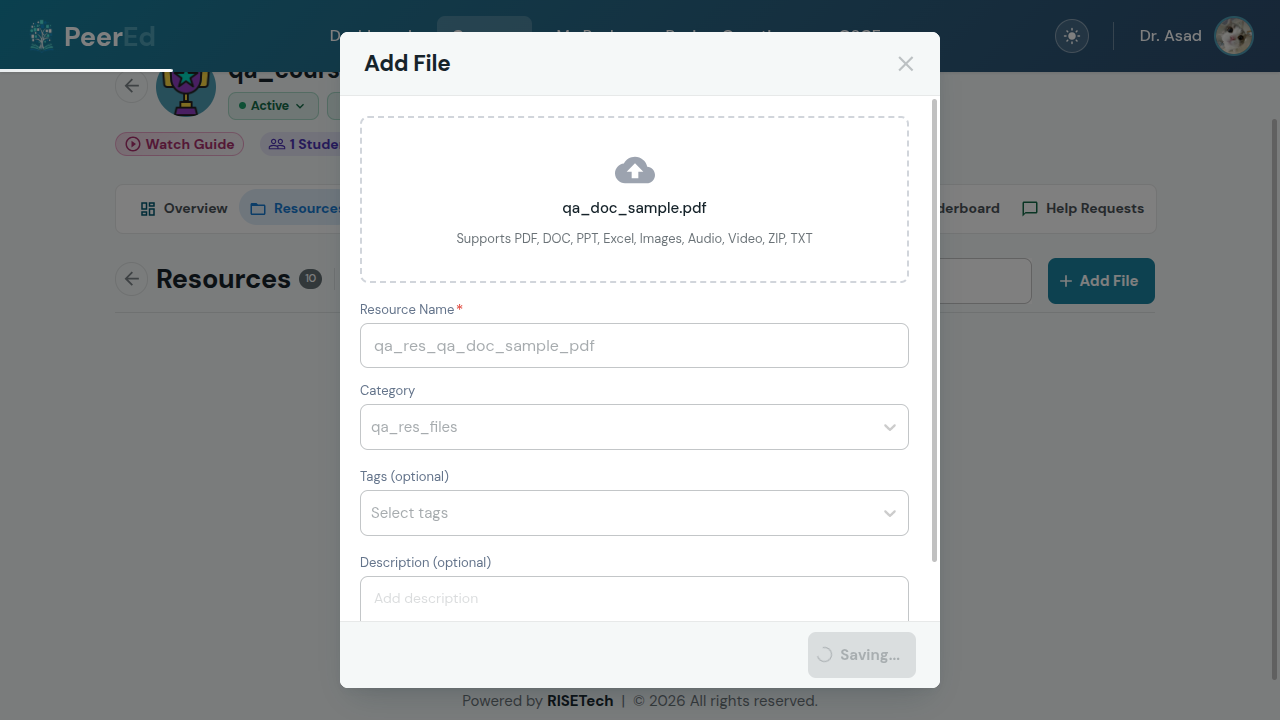 PeerEd
Dr. Asad
Add File
Active
Watch Guide
Overview
Help Requests
Resources 10
Add File
qa_doc_sample.pdf
Supports PDF, DOC, PPT, Excel, Images, Audio, Video, ZIP, TXT
Resource Name*
qa_res_qa_doc_sample_pdf
Category
qa_res_files
Tags (optional)
Select tags
Description (optional)
Add description
Saving...
Powered by RISETech | © 2026 All rights reserved.